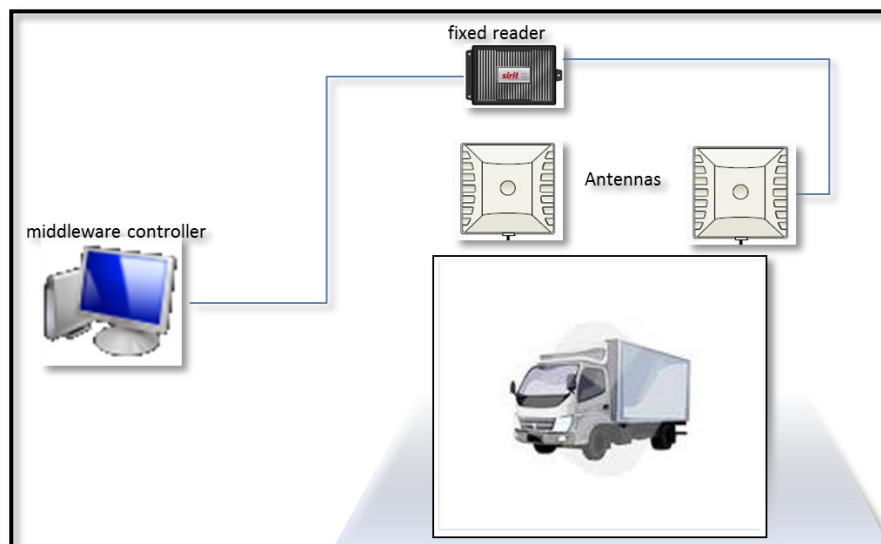 fixed reader
sirit
Antennas
middleware controller